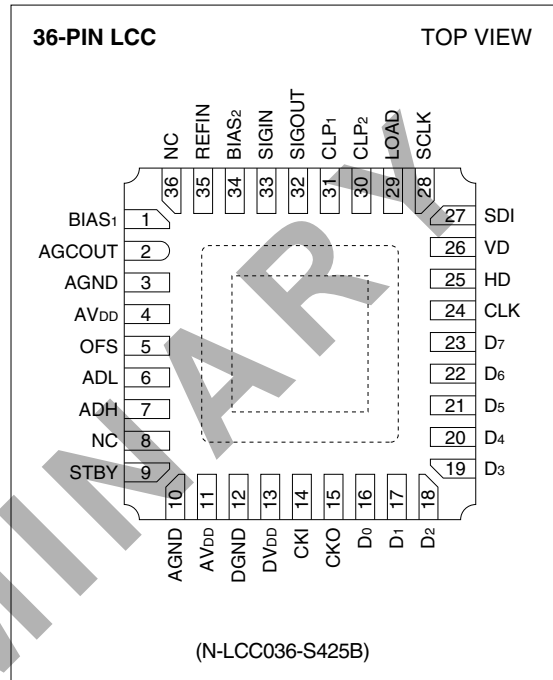 36-PIN LCC
TOP VIEW
NC
REFIN
BIAS2
SIGIN
SIGOUT
CLP1
CLP2
LOAD
SCLK
36
35
34
33
32
31
30
29
28
BIAS1 1
AGCOUT 2
AGND 3
AVDD 4
OFS 5
ADL 6
ADH 7
NC 8
STBY 9
27 SDI
26 VD
25 HD
24 CLK
23 D7
22 D6
21 D5
20 D4
19 D3
10
11
12
13
14
15
16
17
18
AGND
AVDD
DGND
DVDD
CKI
CKO
D0
D1
D2
(N-LCC036-S425B)
MINARY